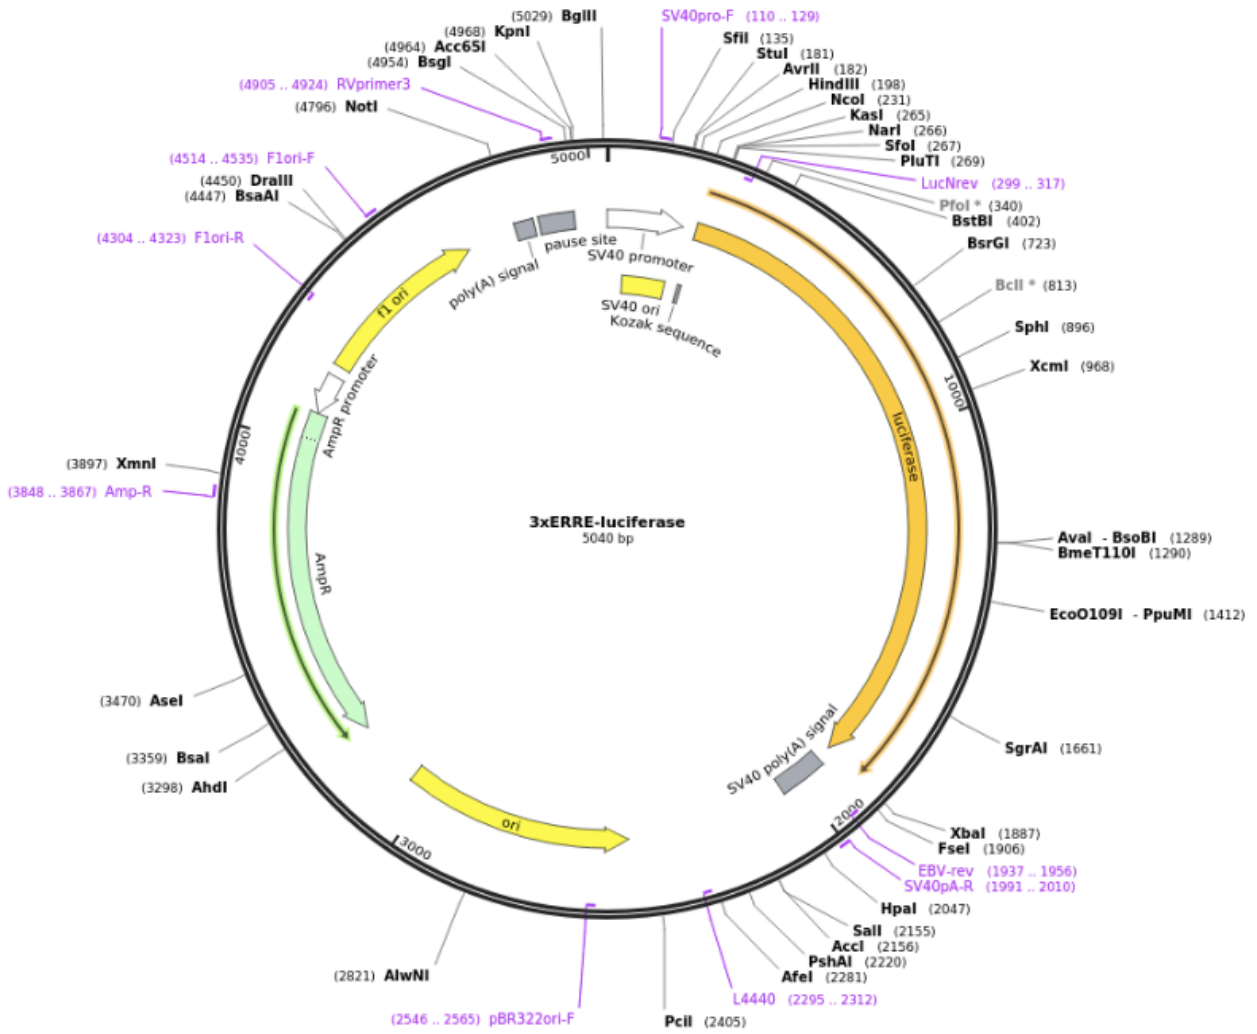 (5029) BglII
(4968) KpnI
(4964) Acc65I
(4954) BsgI
(4905 .. 4924) RVprimer3
(4796) NotI
(4514 .. 4535) F1ori-F
(4450) DraIII
(4447) BsaAI
(4304 .. 4323) F1ori-R
(3897) XmnI
(3848 .. 3867) Amp-R
(3470) AseI
(3359) BsaI
(3298) AhdI
(2821) AlwNI
(2546 .. 2565) pBR322ori-F
SV40pro-F (110 .. 129)
SfiI (135)
StuI (181)
AvrII (182)
HindIII (198)
NcoI (231)
KasI (265)
NarI (266)
SfoI (267)
PluTI (269)
LucNrev (299 .. 317)
PfoI * (340)
BstBI (402)
BsrGI (723)
BclI * (813)
SphI (896)
XcmI (968)
AvaI - BsoBI (1289)
BmeT110I (1290)
EcoO109I - PpuMI (1412)
SgrAI (1661)
XbaI (1887)
FseI (1906)
EBV-rev (1937 .. 1956)
SV40pA-R (1991 .. 2010)
HpaI (2047)
SalI (2155)
AccI (2156)
PshAI (2220)
AfeI (2281)
L4440 (2295 .. 2312)
PciI (2405)
5000
1000
2000
3000
4000
pause site
poly(A) signal
SV40 promoter
SV40 ori
Kozak sequence
luciferase
SV40 poly(A) signal
ori
AmpR
AmpR promoter
f1 ori
3xERRE-luciferase
5040 bp